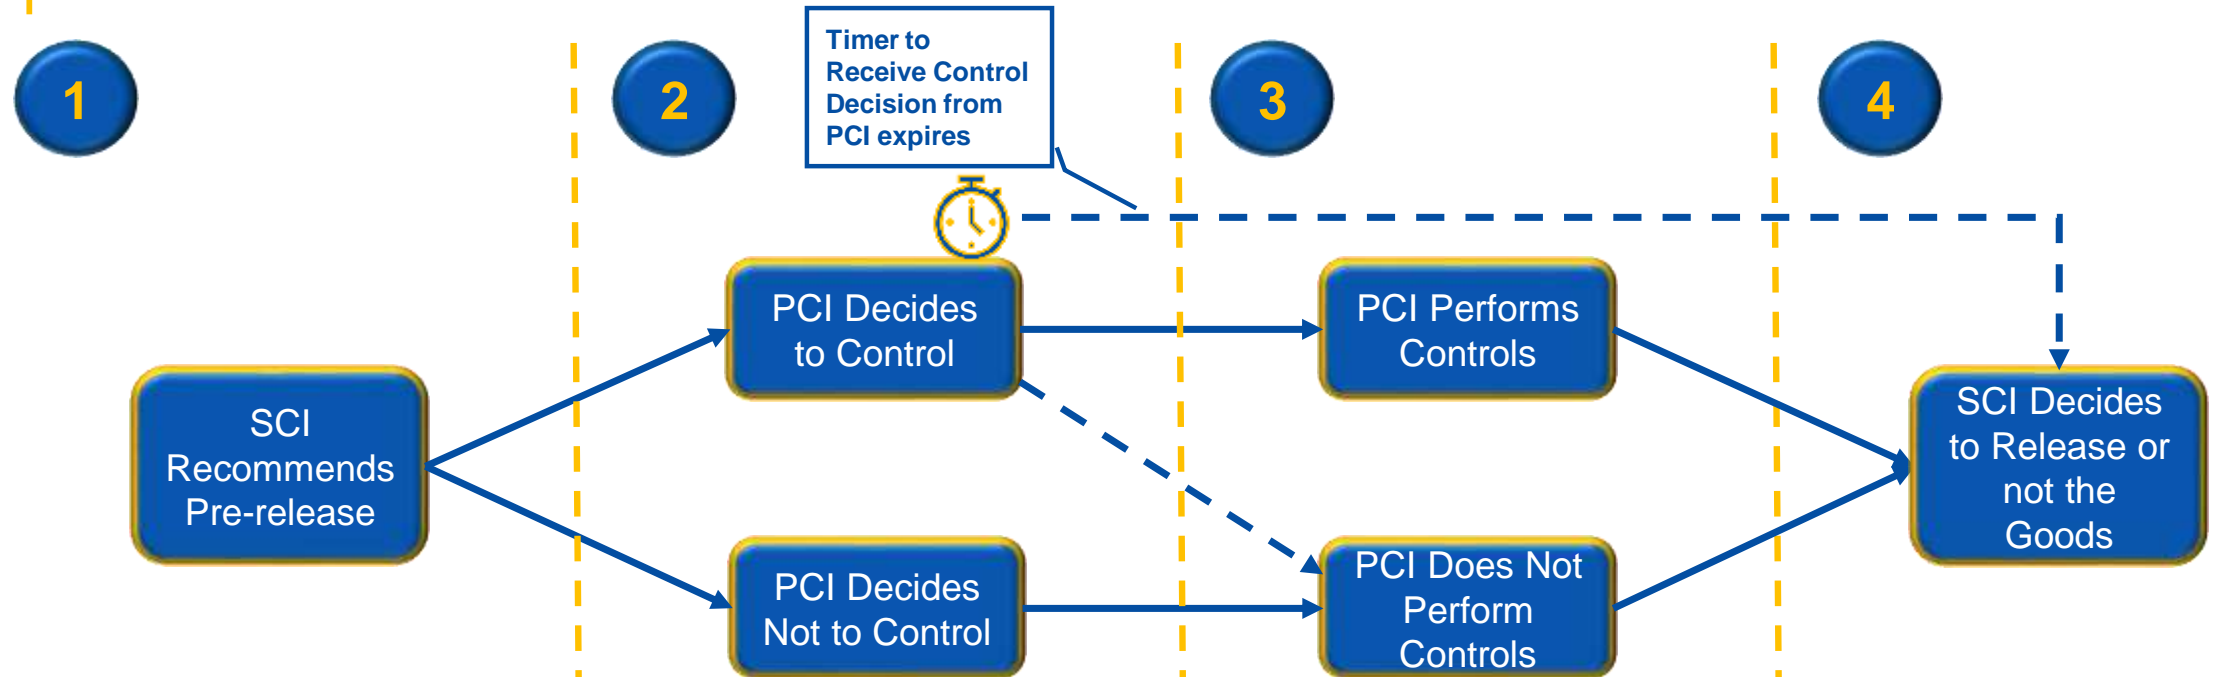 1
2
Timer to
Receive Control
Decision from
PCI expires
3
4
SCI
Recommends
Pre-release
PCI Decides
to Control
PCI Decides
Not to Control
PCI Performs
Controls
PCI Does Not
Perform
Controls
SCI Decides
to Release or
not the
Goods